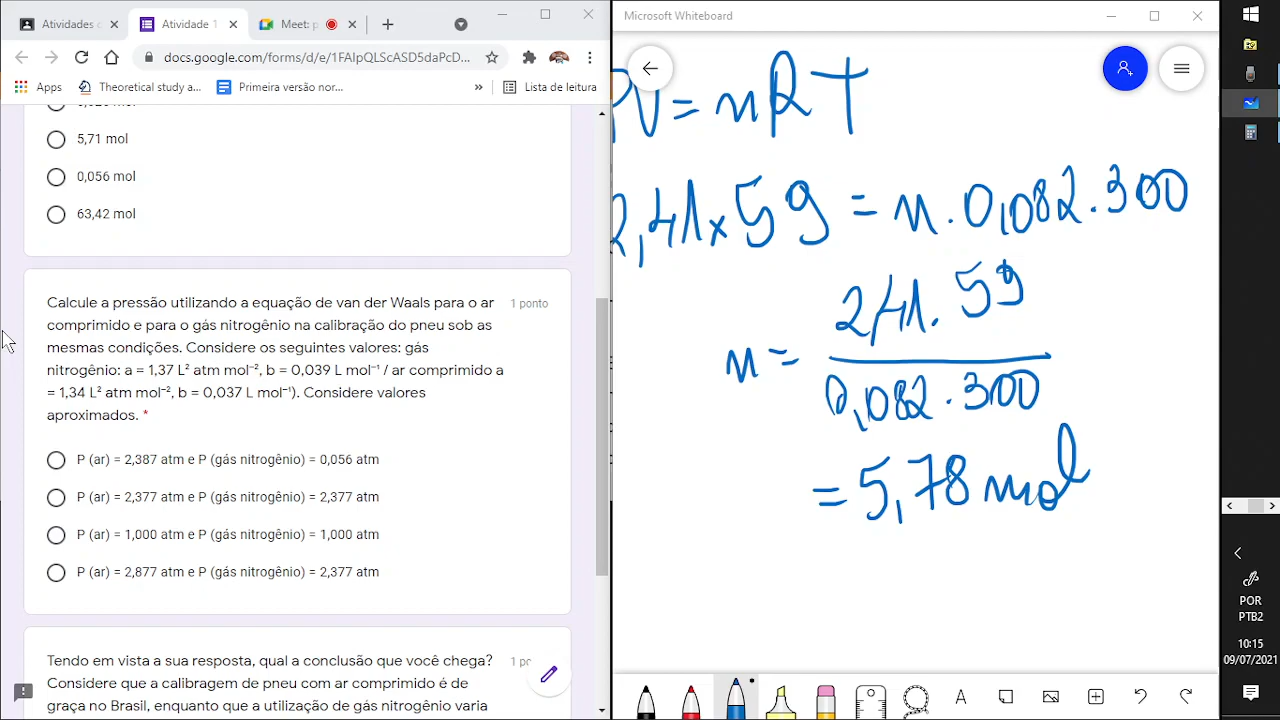 Atividades c
Atividade 1
Meet: p
Microsoft Whiteboard
docs.google.com/forms/d/e/1FAIpQLScASD5daPcD...
Apps
Theoretical study a...
Primeira versão nor...
»
Lista de leitura
5,71 mol
0,056 mol
63,42 mol
Calcule a pressão utilizando a equação de van der Waals para o ar
1 ponto
comprimido e para o gás nitrogênio na calibração do pneu sob as
mesmas condições. Considere os seguintes valores: gás
nitrogênio: a = 1,37 L² atm mol⁻², b = 0,039 L mol⁻¹ / ar comprimido a
= 1,34 L² atm mol⁻², b = 0,037 L mol⁻¹). Considere valores
aproximados. *
P (ar) = 2,387 atm e P (gás nitrogênio) = 0,056 atm
P (ar) = 2,377 atm e P (gás nitrogênio) = 2,377 atm
P (ar) = 1,000 atm e P (gás nitrogênio) = 1,000 atm
P (ar) = 2,877 atm e P (gás nitrogênio) = 2,377 atm
Tendo em vista a sua resposta, qual a conclusão que você chega?
1 po
Considere que a calibragem de pneu com ar comprimido é de
graça no Brasil, enquanto que a utilização de gás nitrogênio varia
PV = nRT
2,41 x 59 = n . 0,082 . 300
2,41 . 59
n =
0,082 . 300
= 5,78 mol
A
POR
PTB2
10:15
09/07/2021